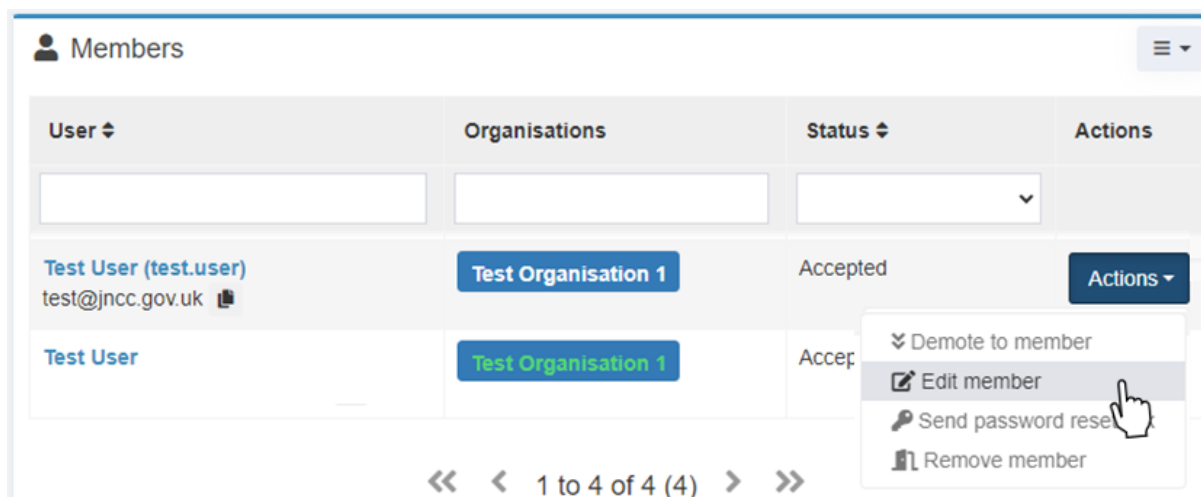 Members
User Organisations Status Actions
Test User (test.user) Test Organisation 1 Accepted Actions
test@jncc.gov.uk
Demote to member
Test User Test Organisation 1
Edit member
Send password
Remove member
1 to 4 of 4 (4)